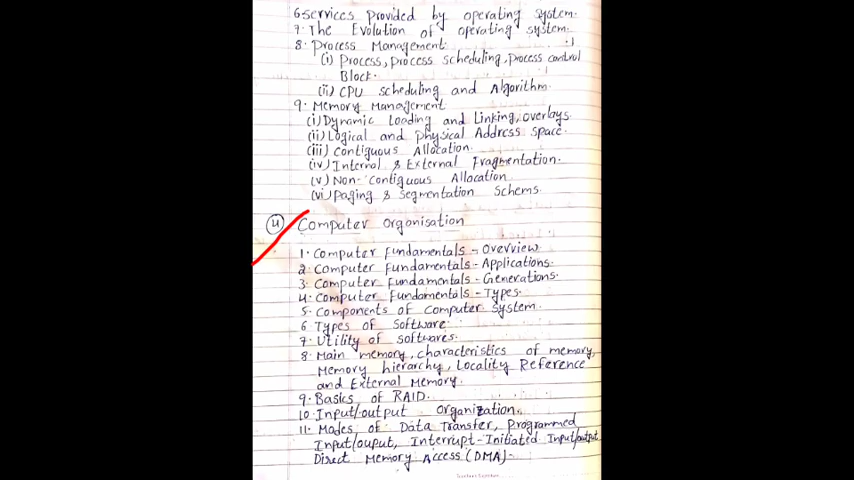 6. Services provided by operating system.
7. The Evolution of operating system.
8. Process Management.
(i) Process, process scheduling, process control
Block.
(ii) CPU scheduling and Algorithm.
9. Memory Management
(i) Dynamic Loading and Linking, overlays
(ii) Logical and physical Address space.
(iii) Contiguous Allocation.
(iv) Internal & External Fragmentation.
(v) Non-Contiguous Allocation
(vi) Paging & Segmentation Schems.
4 Computer Organisation
1. Computer Fundamentals - Overview
2. Computer Fundamentals - Applications.
3. Computer Fundamentals - Generations.
4. Computer Fundamentals - Types.
5. Components of Computer System.
6. Types of Software.
7. Utility of softwares.
8. Main memory, characteristics of memory,
Memory hierarchy, Locality Reference
and External Memory.
9. Basics of RAID.
10. Input/output organization.
11. Modes of Data Transfer, programmed
Input/ouput, Interrupt-Initiated Input/output
Direct Memory Access (DMA).